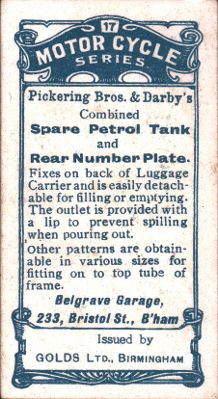 17
MOTOR CYCLE
SERIES.
Pickering Bros. & Darby's
Combined
Spare Petrol Tank
and
Rear Number Plate.
Fixes on back of Luggage
Carrier and is easily detach-
able for filling or emptying.
The outlet is provided with
a lip to prevent spilling
when pouring out.
Other patterns are obtain-
able in various sizes for
fitting on to top tube of
frame.
Belgrave Garage,
233, Bristol St., B'ham
Issued by
GOLDS LTD., BIRMINGHAM